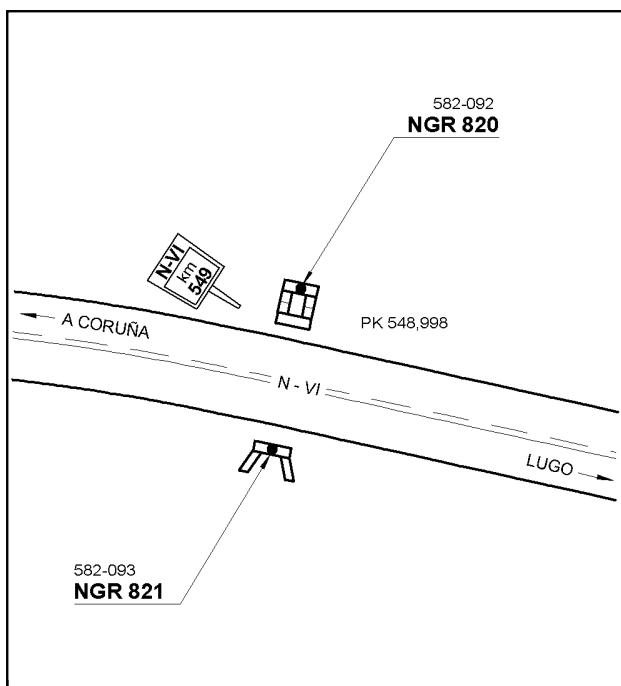 582-092
NGR 820
N-VI
km
549
PK 548,998
A CORUÑA
N - VI
LUGO
582-093
NGR 821